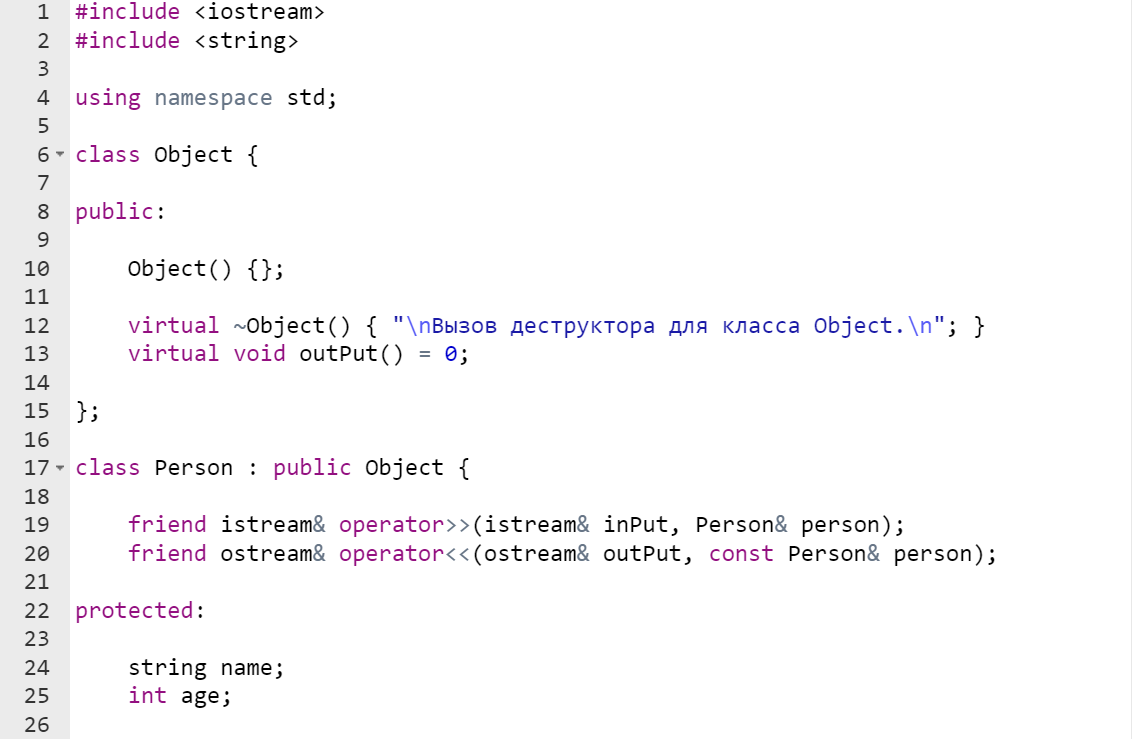 1 #include <iostream>
2 #include <string>
3
4 using namespace std;
5
6 class Object {
7
8 public:
9
10 Object() {};
11
12 virtual ~Object() { "\nВызов деструктора для класса Object.\n"; }
13 virtual void outPut() = 0;
14
15 };
16
17 class Person : public Object {
18
19 friend istream& operator>>(istream& inPut, Person& person);
20 friend ostream& operator<<(ostream& outPut, const Person& person);
21
22 protected:
23
24 string name;
25 int age;
26